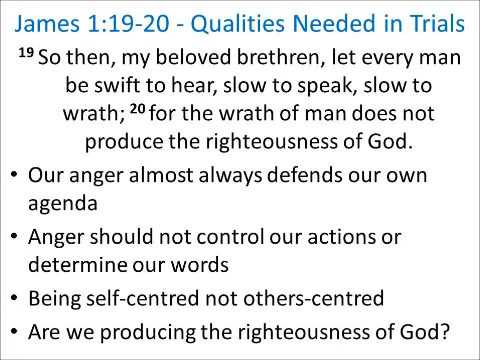 James 1:19-20 - Qualities Needed in Trials
19 So then, my beloved brethren, let every man
be swift to hear, slow to speak, slow to
wrath; 20 for the wrath of man does not
produce the righteousness of God.
• Our anger almost always defends our own
agenda
• Anger should not control our actions or
determine our words
• Being self-centred not others-centred
• Are we producing the righteousness of God?